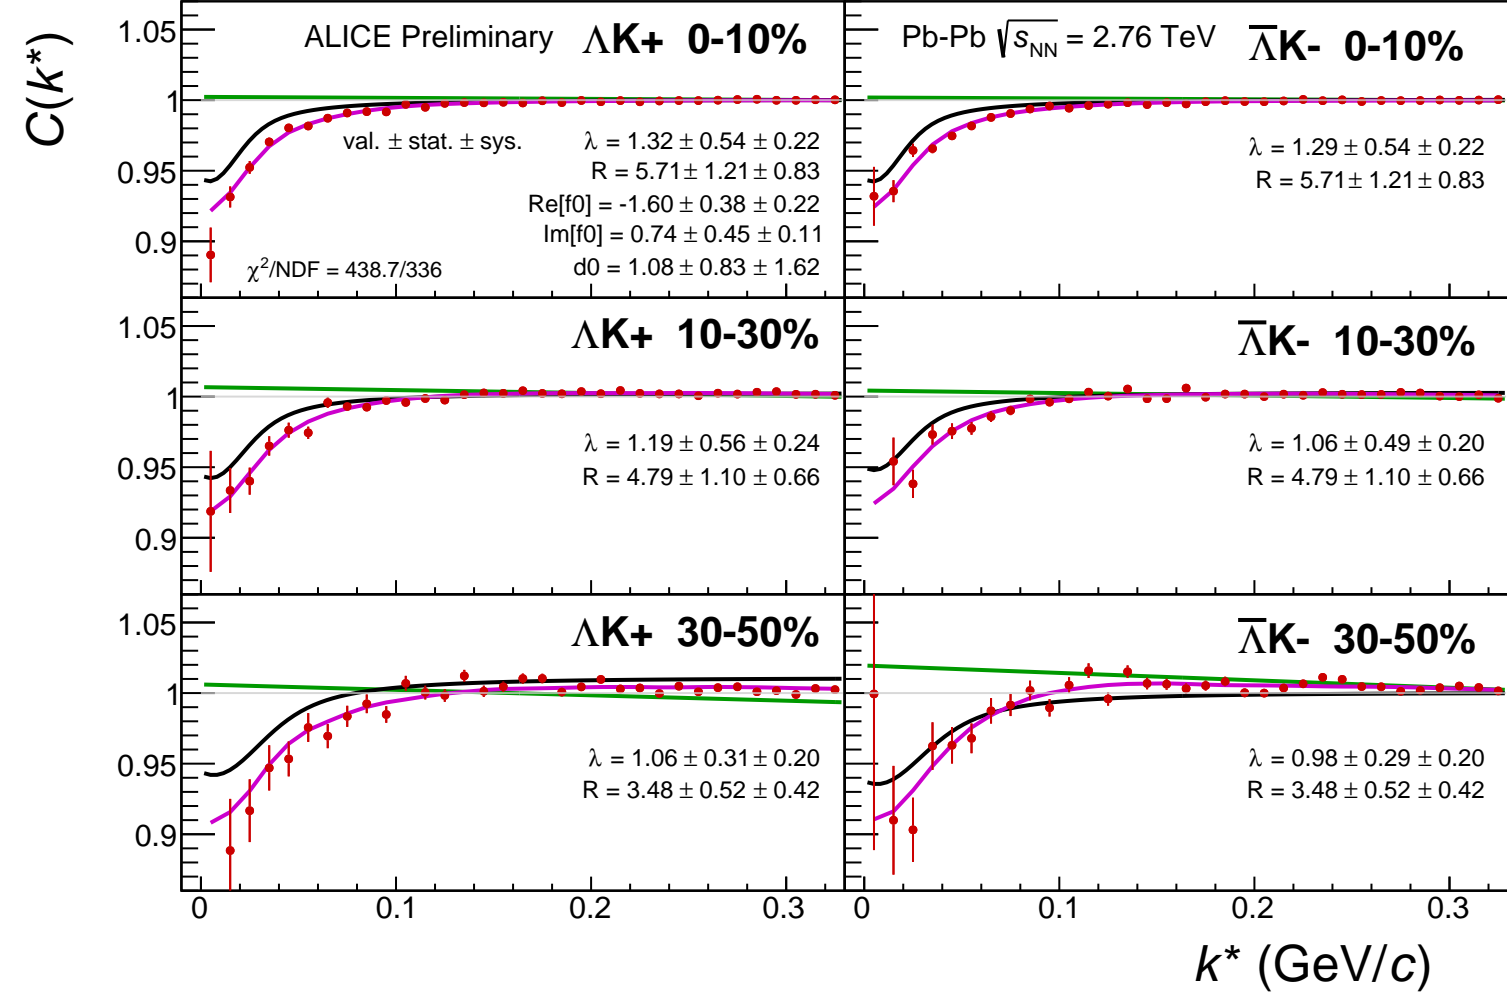 C(k*)
1.05
1
0.95
0.9
ALICE Preliminary
ΛK+ 0-10%
val. ± stat. ± sys.
λ = 1.32 ± 0.54 ± 0.22
R = 5.71± 1.21 ± 0.83
Re[f0] = -1.60 ± 0.38 ± 0.22
Im[f0] = 0.74 ± 0.45 ± 0.11
d0 = 1.08 ± 0.83 ± 1.62
χ²/NDF = 438.7/336
Pb-Pb √s_NN = 2.76 TeV
Λ̅K- 0-10%
λ = 1.29 ± 0.54 ± 0.22
R = 5.71± 1.21 ± 0.83
1.05
1
0.95
0.9
ΛK+ 10-30%
λ = 1.19 ± 0.56 ± 0.24
R = 4.79 ± 1.10 ± 0.66
Λ̅K- 10-30%
λ = 1.06 ± 0.49 ± 0.20
R = 4.79 ± 1.10 ± 0.66
1.05
1
0.95
0.9
ΛK+ 30-50%
λ = 1.06 ± 0.31 ± 0.20
R = 3.48 ± 0.52 ± 0.42
Λ̅K- 30-50%
λ = 0.98 ± 0.29 ± 0.20
R = 3.48 ± 0.52 ± 0.42
0 0.1 0.2 0.3
0 0.1 0.2 0.3
k* (GeV/c)